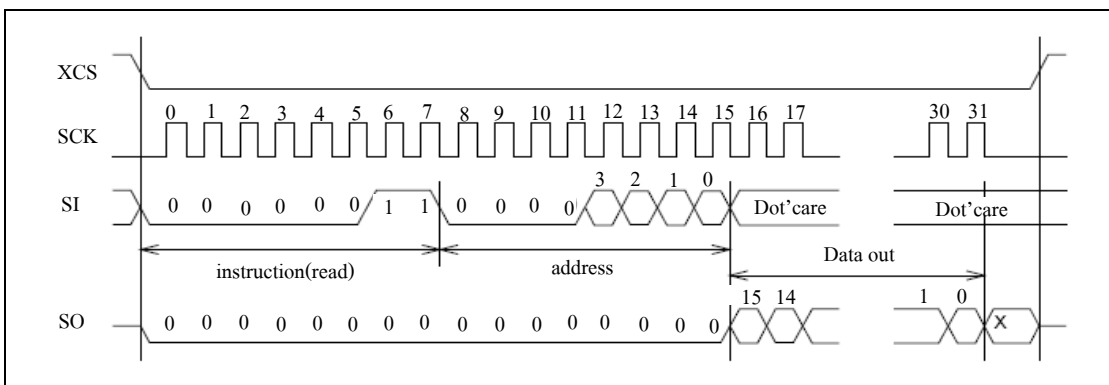 XCS
0 1 2 3 4 5 6 7 8 9 10 11 12 13 14 15 16 17 30 31
SCK
3 2 1 0
SI 0 0 0 0 0 0 1 1 0 0 0 0 Dot'care Dot'care
instruction(read) address Data out
15 14 1 0
SO 0 0 0 0 0 0 0 0 0 0 0 0 0 0 0 0 X